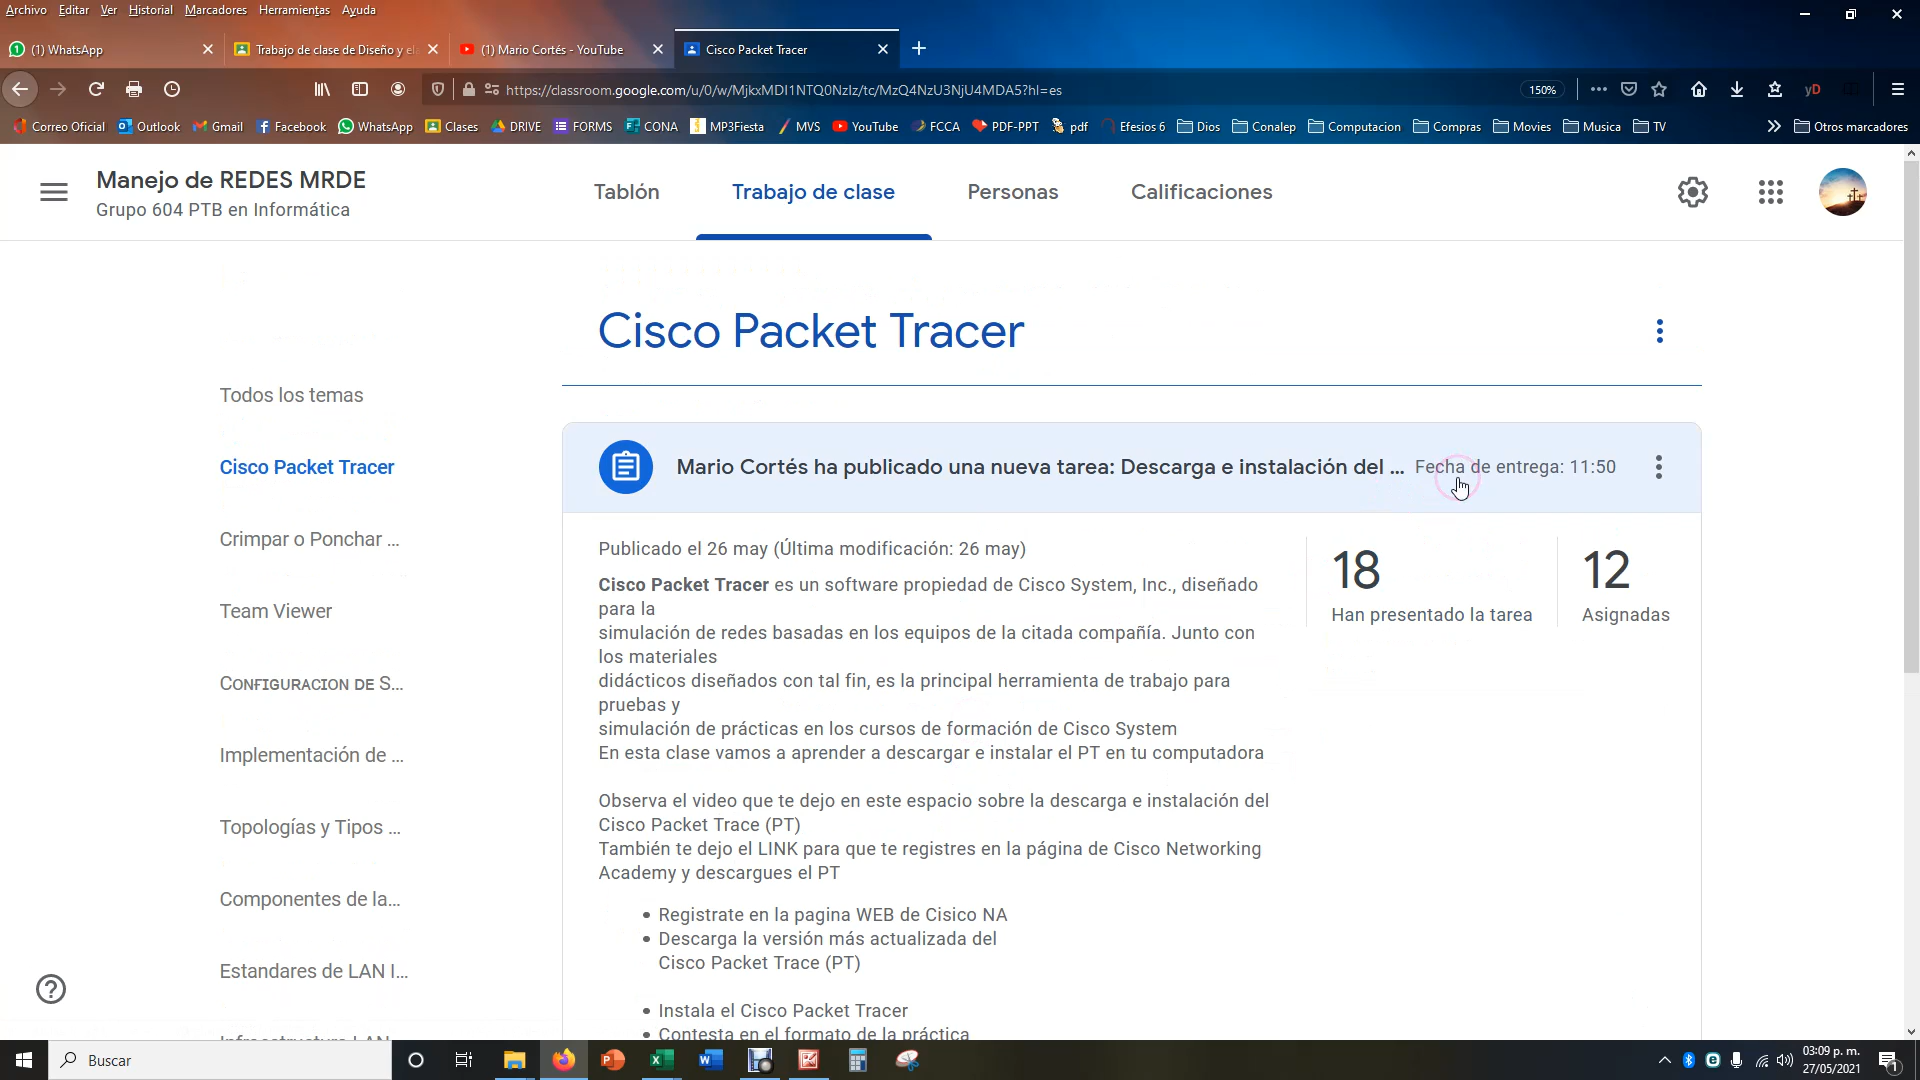 Archivo Editar Ver Historial Marcadores Herramientas Ayuda
(1) WhatsApp
Trabajo de clase de Diseño y el
(1) Mario Cortés - YouTube
Cisco Packet Tracer
https://classroom.google.com/u/0/w/MjkxMDI1NTQ0NzIz/tc/MzQ4NzU3NjU4MDA5?hl=es
150%
yD
Correo Oficial Outlook Gmail Facebook WhatsApp Clases DRIVE FORMS CONA MP3Fiesta MVS YouTube FCCA PDF-PPT pdf Efesios 6 Dios Conalep Computacion Compras Movies Musica TV Otros marcadores
Manejo de REDES MRDE
Grupo 604 PTB en Informática
Tablón
Trabajo de clase
Personas
Calificaciones
Cisco Packet Tracer
Todos los temas
Cisco Packet Tracer
Crimpar o Ponchar ...
Team Viewer
Configuracion de S...
Implementación de ...
Topologías y Tipos ...
Componentes de la...
Estandares de LAN I...
Infraestructura LAN
Mario Cortés ha publicado una nueva tarea: Descarga e instalación del ...
Fecha de entrega: 11:50
Publicado el 26 may (Última modificación: 26 may)
Cisco Packet Tracer es un software propiedad de Cisco System, Inc., diseñado
para la
simulación de redes basadas en los equipos de la citada compañía. Junto con
los materiales
didácticos diseñados con tal fin, es la principal herramienta de trabajo para
pruebas y
simulación de prácticas en los cursos de formación de Cisco System
En esta clase vamos a aprender a descargar e instalar el PT en tu computadora
Observa el video que te dejo en este espacio sobre la descarga e instalación del
Cisco Packet Trace (PT)
También te dejo el LINK para que te registres en la página de Cisco Networking
Academy y descargues el PT
• Registrate en la pagina WEB de Cisico NA
• Descarga la versión más actualizada del
Cisco Packet Trace (PT)
• Instala el Cisco Packet Tracer
• Contesta en el formato de la práctica
18
Han presentado la tarea
12
Asignadas
Buscar
03:09 p. m.
27/05/2021
1